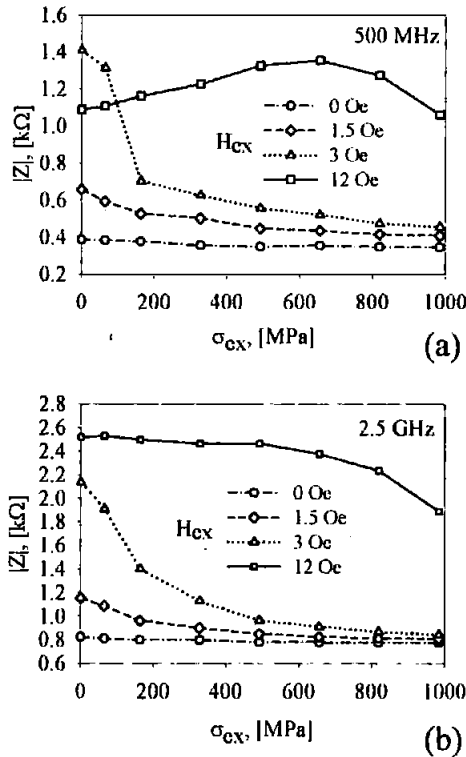 1.6
500 MHz
1.4
1.2
0 Oe
1.0
1.5 Oe
|Z|, [kΩ]
Hex
3 Oe
0.8
12 Oe
0.6
0.4
0.2
0 200 400 600 800 1000
σex, [MPa]
(a)
2.8
2.5 GHz
2.6
2.4
2.2
2.0
0 Oe
1.8
1.5 Oe
|Z|, [kΩ]
Hex
1.6
3 Oe
1.4
12 Oe
1.2
1.0
0.8
0.6
0 200 400 600 800 1000
σex, [MPa]
(b)